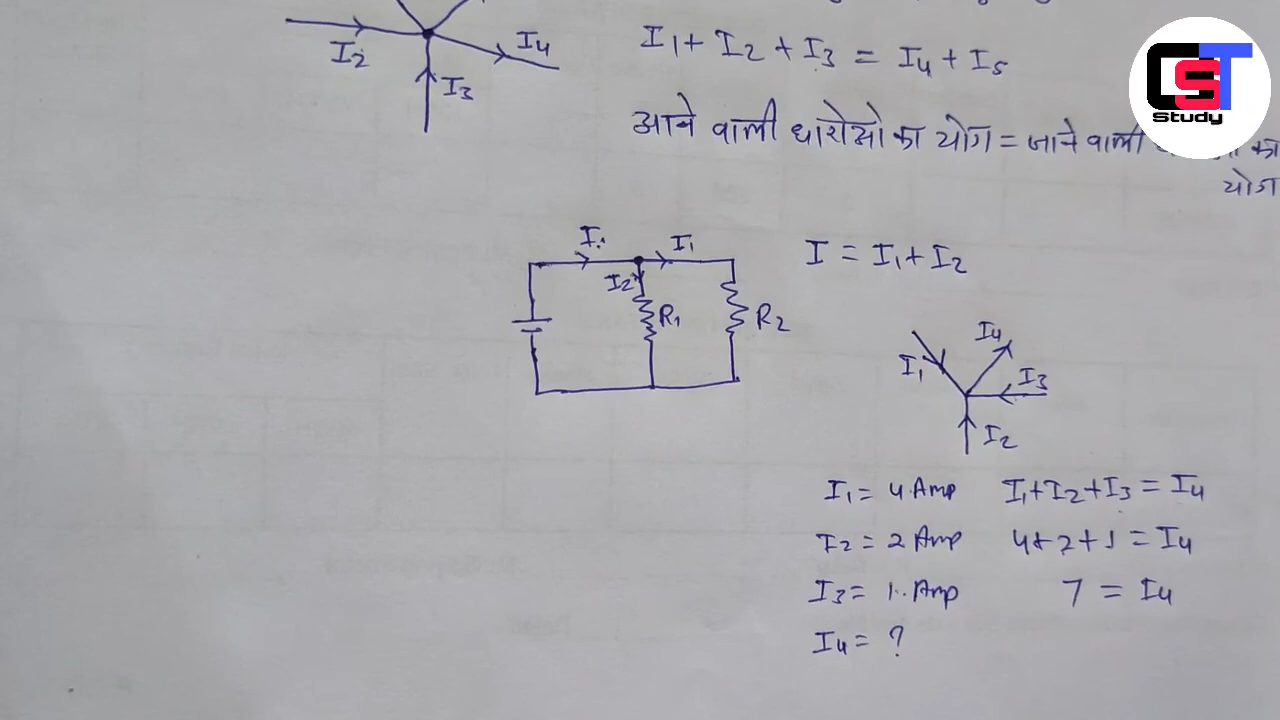 I1 + I2 + I3 = I4 + I5
I2
I4
I3
आने वाली धाराओ का योग = जाने वाली का
योग
I
I1
I2
R1
R2
I = I1 + I2
I4
I1
I3
I2
I1 = 4 Amp I1+I2+I3 = I4
I2 = 2 Amp 4+2+1 = I4
I3 = 1 Amp 7 = I4
I4 = ?
CST
Study